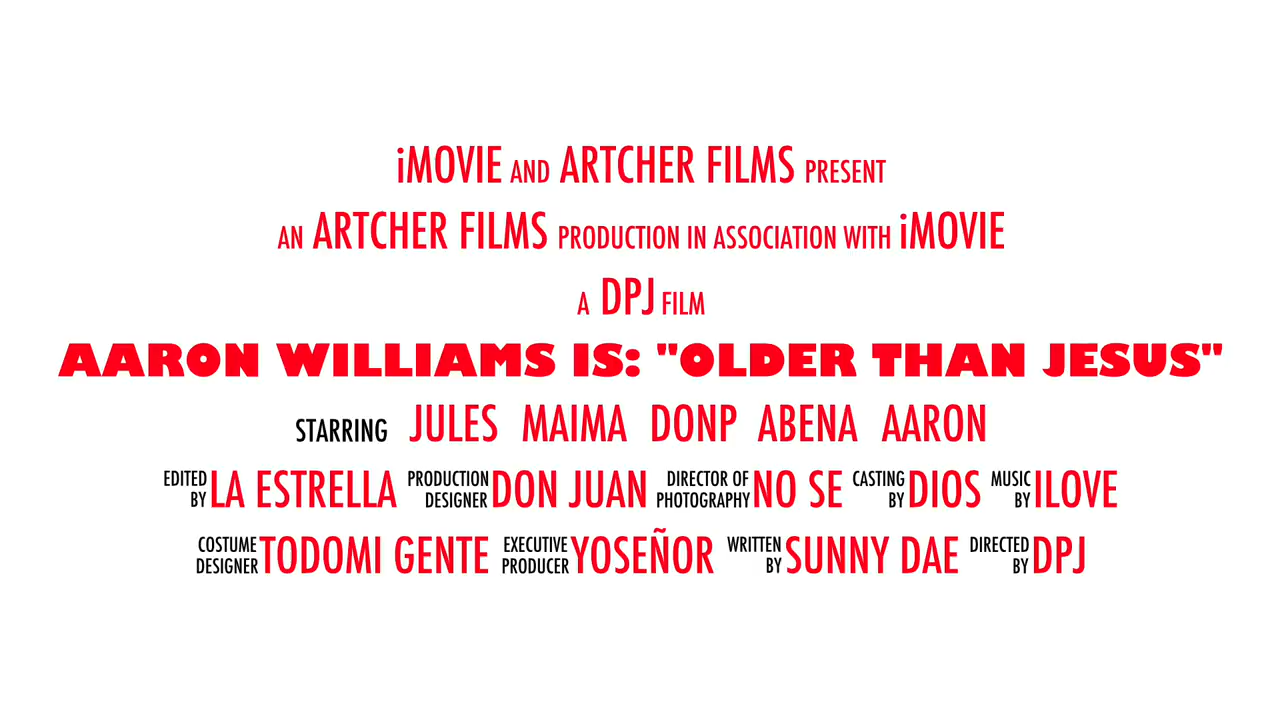 iMOVIE AND ARTCHER FILMS PRESENT
AN ARTCHER FILMS PRODUCTION IN ASSOCIATION WITH iMOVIE
A DPJ FILM
AARON WILLIAMS IS: "OLDER THAN JESUS"
STARRING JULES MAIMA DONP ABENA AARON
EDITED BY LA ESTRELLA PRODUCTION DESIGNER DON JUAN DIRECTOR OF PHOTOGRAPHY NO SE CASTING BY DIOS MUSIC BY ILOVE
COSTUME DESIGNER TODOMI GENTE EXECUTIVE PRODUCER YOSEÑOR WRITTEN BY SUNNY DAE DIRECTED BY DPJ